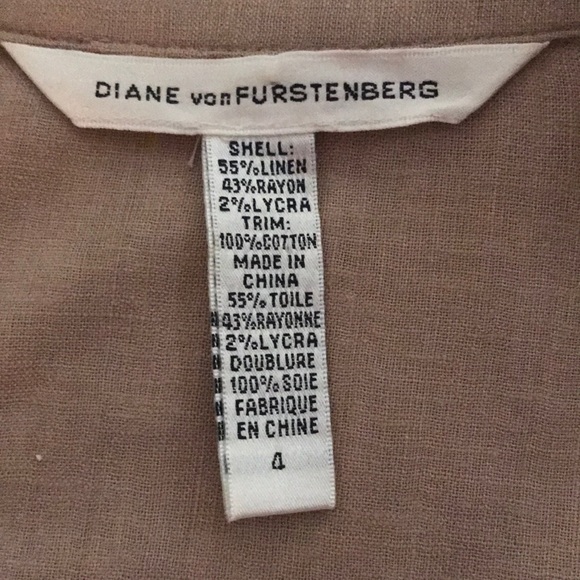 DIANE von FURSTENBERG
SHELL:
55%LINEN
43%RAYON
2%LYCRA
TRIM:
100%COTTON
MADE IN
CHINA
55%TOILE
43%RAYONNE
2%LYCRA
DOUBLURE
100%SOIE
FABRIQUE
EN CHINE
4